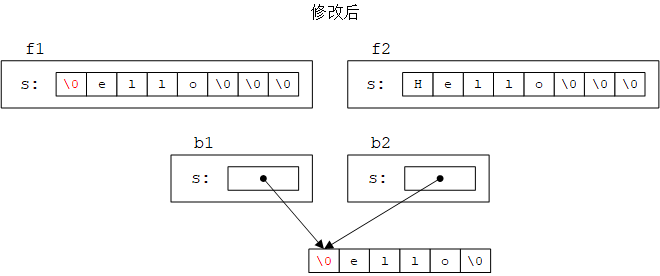 修改后
f1 f2
s: \0 e l l o \0 \0 \0 s: H e l l o \0 \0 \0
b1 b2
s: s:
\0 e l l o \0